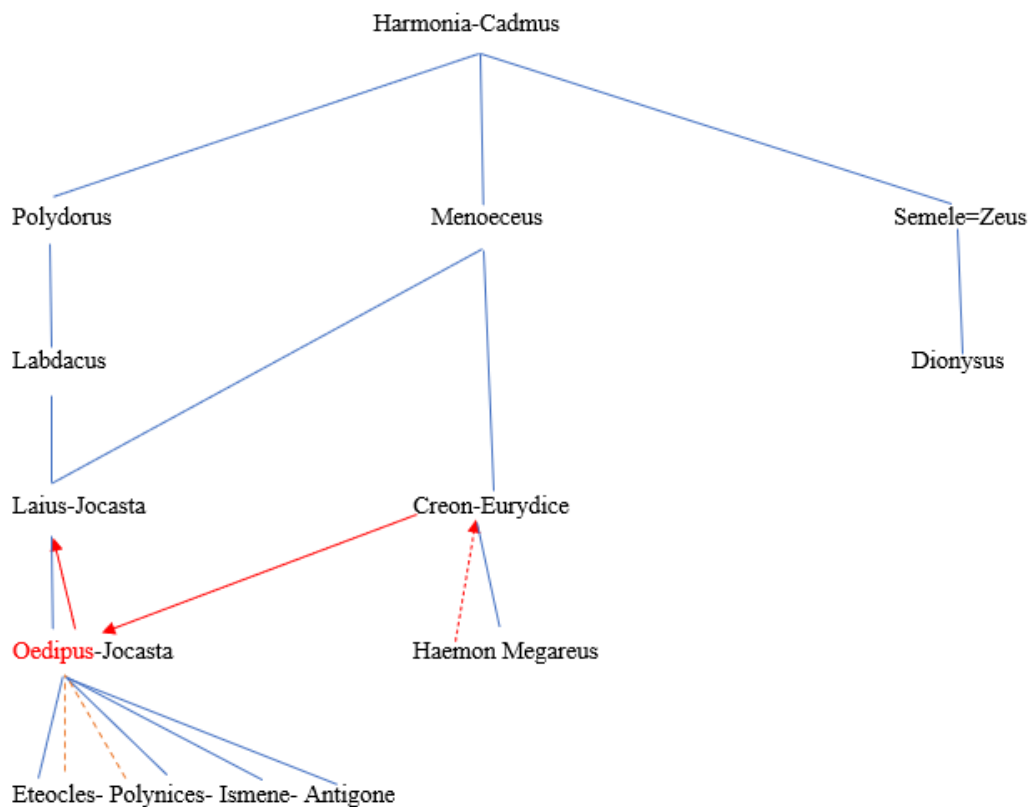 Harmonia-Cadmus
Polydorus
Menoeceus
Semele=Zeus
Labdacus
Dionysus
Laius-Jocasta
Creon-Eurydice
Oedipus-Jocasta
Haemon Megareus
Eteocles- Polynices- Ismene- Antigone